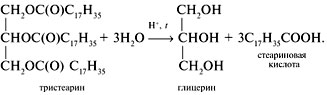 CH₂OC(O)C₁₇H₃₅ CH₂OH
H⁺, t
CHOC(O)C₁₇H₃₅ + 3H₂O → CHOH + 3C₁₇H₃₅COOH.
CH₂OC(O) C₁₇H₃₅ CH₂OH
стеариновая
кислота
тристеарин глицерин